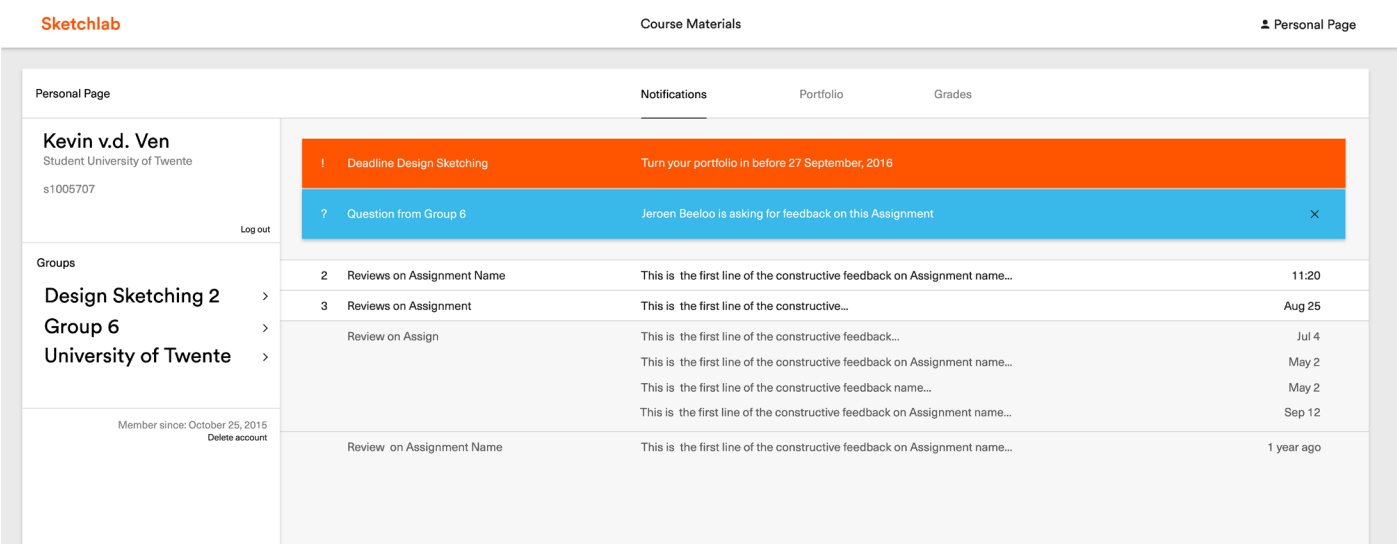 Sketchlab Course Materials Personal Page
Personal Page Notifications Portfolio Grades
Kevin v.d. Ven
Student University of Twente
s1005707
Log out
Groups
Design Sketching 2 >
Group 6 >
University of Twente >
Member since: October 25, 2015
Delete account
! Deadline Design Sketching Turn your portfolio in before 27 September, 2016
? Question from Group 6 Jeroen Beeloo is asking for feedback on this Assignment ×
2 Reviews on Assignment Name This is the first line of the constructive feedback on Assignment name... 11:20
3 Reviews on Assignment This is the first line of the constructive... Aug 25
Review on Assign This is the first line of the constructive feedback... Jul 4
This is the first line of the constructive feedback on Assignment name... May 2
This is the first line of the constructive feedback name... May 2
This is the first line of the constructive feedback on Assignment name... Sep 12
Review on Assignment Name This is the first line of the constructive feedback on Assignment name... 1 year ago